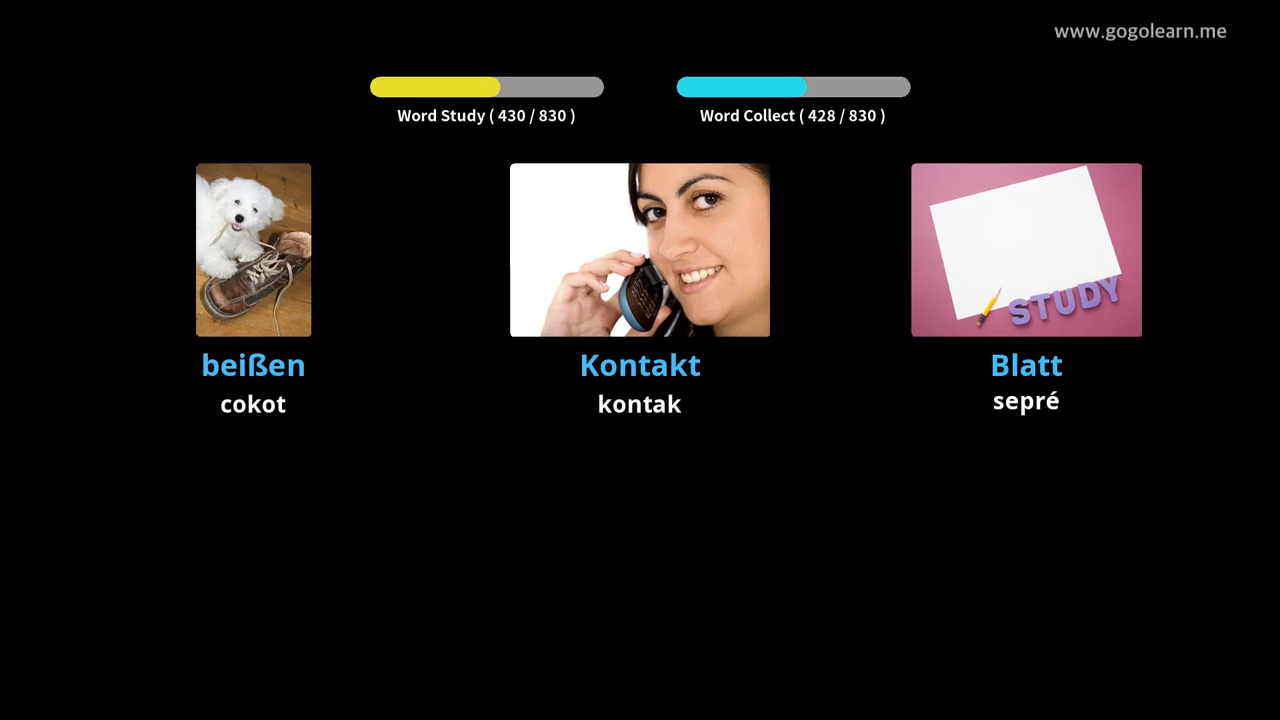 www.gogolearn.me
Word Study ( 430 / 830 )
Word Collect ( 428 / 830 )
STUDY
beißen
Kontakt
Blatt
cokot
kontak
sepré